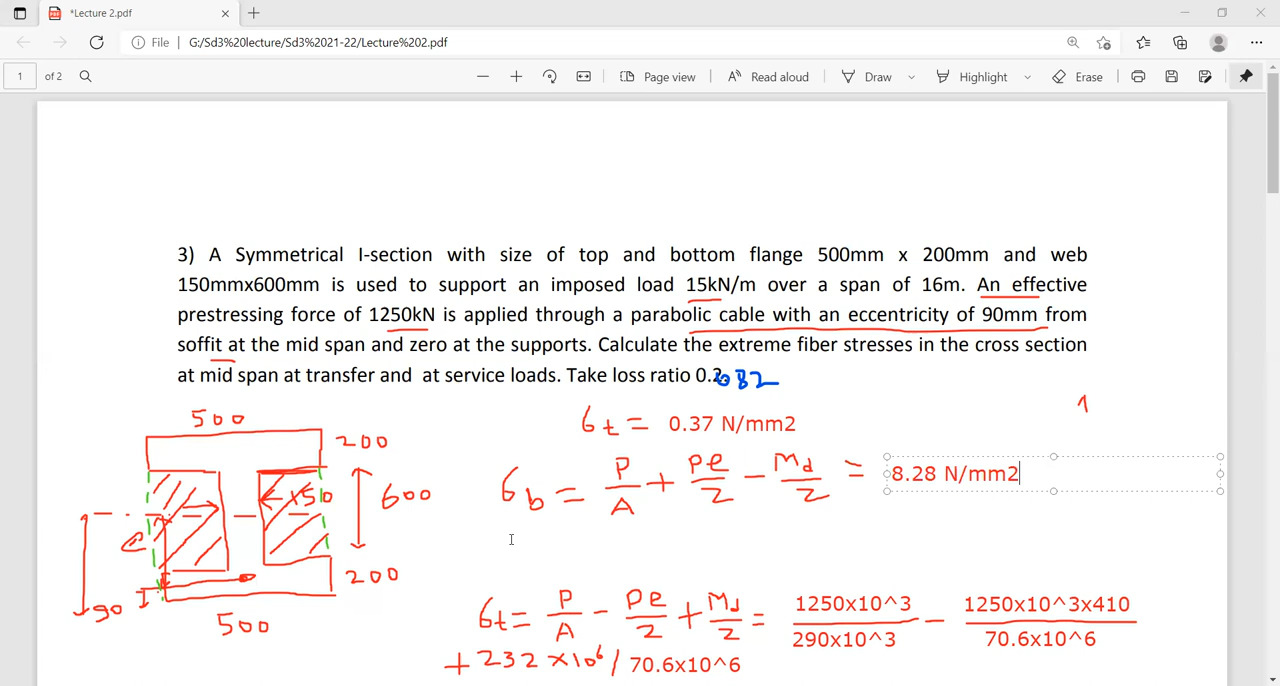 *Lecture 2.pdf
File G:/Sd3%20lecture/Sd3%2021-22/Lecture%202.pdf
1 of 2 Page view Read aloud Draw Highlight Erase
3) A Symmetrical I-section with size of top and bottom flange 500mm x 200mm and web
150mmx600mm is used to support an imposed load 15kN/m over a span of 16m. An effective
prestressing force of 1250kN is applied through a parabolic cable with an eccentricity of 90mm from
soffit at the mid span and zero at the supports. Calculate the extreme fiber stresses in the cross section
at mid span at transfer and at service loads. Take loss ratio 0.2
82
500
200
150
600
e
90
200
500
1
6t = 0.37 N/mm2
6b = P/A + Pe/Z - Md/Z = 8.28 N/mm2
6t = P/A - Pe/Z + Md/Z = 1250x10^3/290x10^3 - 1250x10^3x410/70.6x10^6
+ 232 x 10^6 / 70.6x10^6